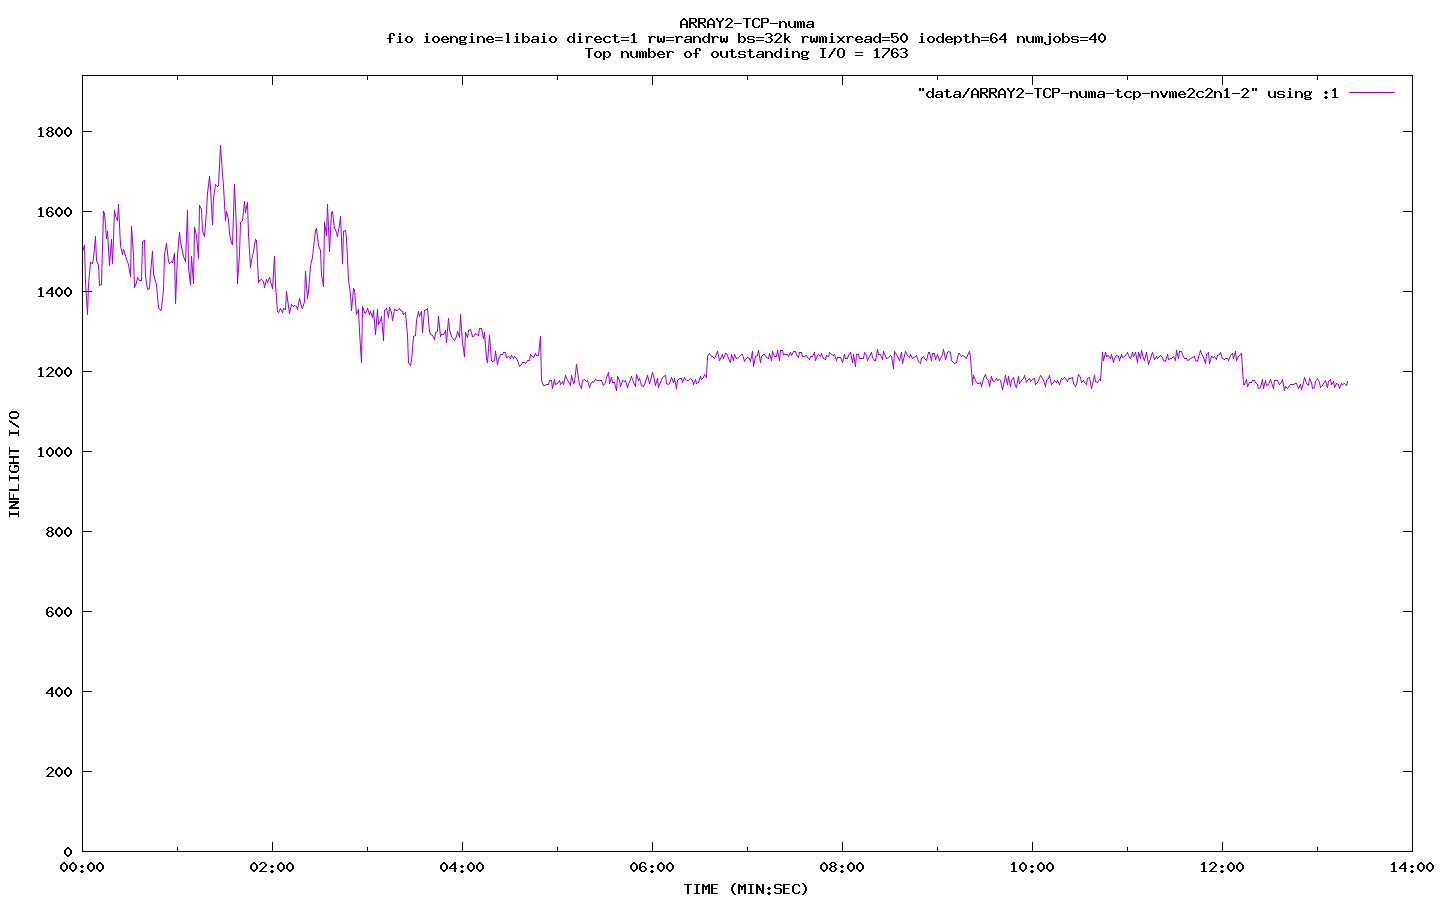 ARRAY2-TCP-numa
fio ioengine=libaio direct=1 rw=randrw bs=32k rwmixread=50 iodepth=64 numjobs=40
Top number of outstanding I/O = 1763
"data/ARRAY2-TCP-numa-tcp-nvme2c2n1-2" using :1
1800
1600
1400
1200
1000
800
600
400
200
0
INFLIGHT I/O
00:00 02:00 04:00 06:00 08:00 10:00 12:00 14:00
TIME (MIN:SEC)